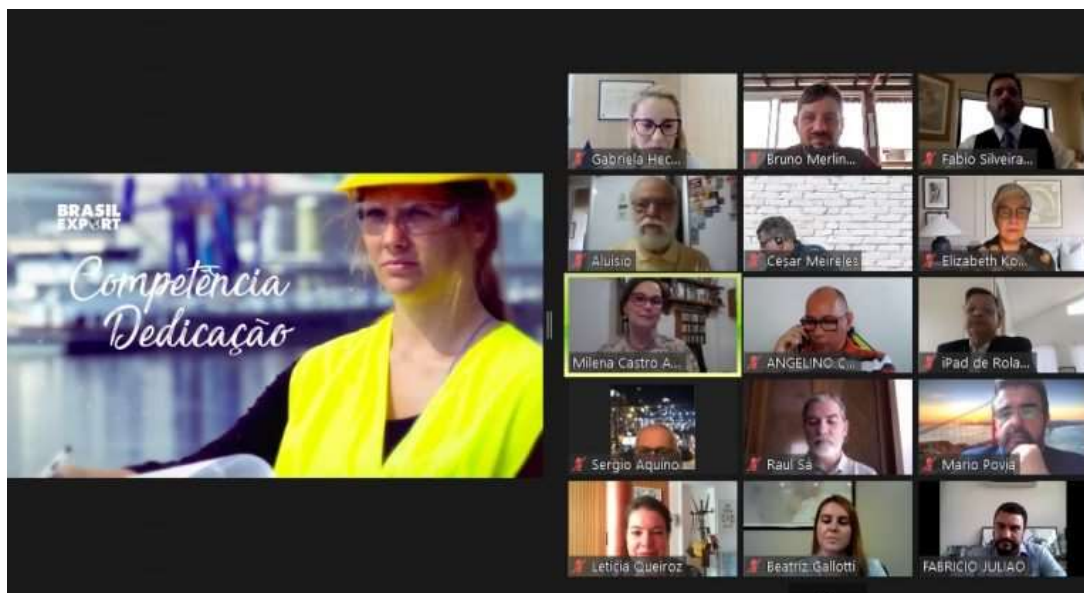 BRASIL
EXPORT
Competência
Dedicação
Gabriela Hec...
Bruno Merlin...
Fabio Silveira...
Aluisio
Cesar Meireles
Elizabeth Ko...
Milena Castro A...
ANGELINO C...
iPad de Rola...
Sergio Aquino
Raul Sá
Mario Povia
Leticia Queiroz
Beatriz Gallotti
FABRICIO JULIAO